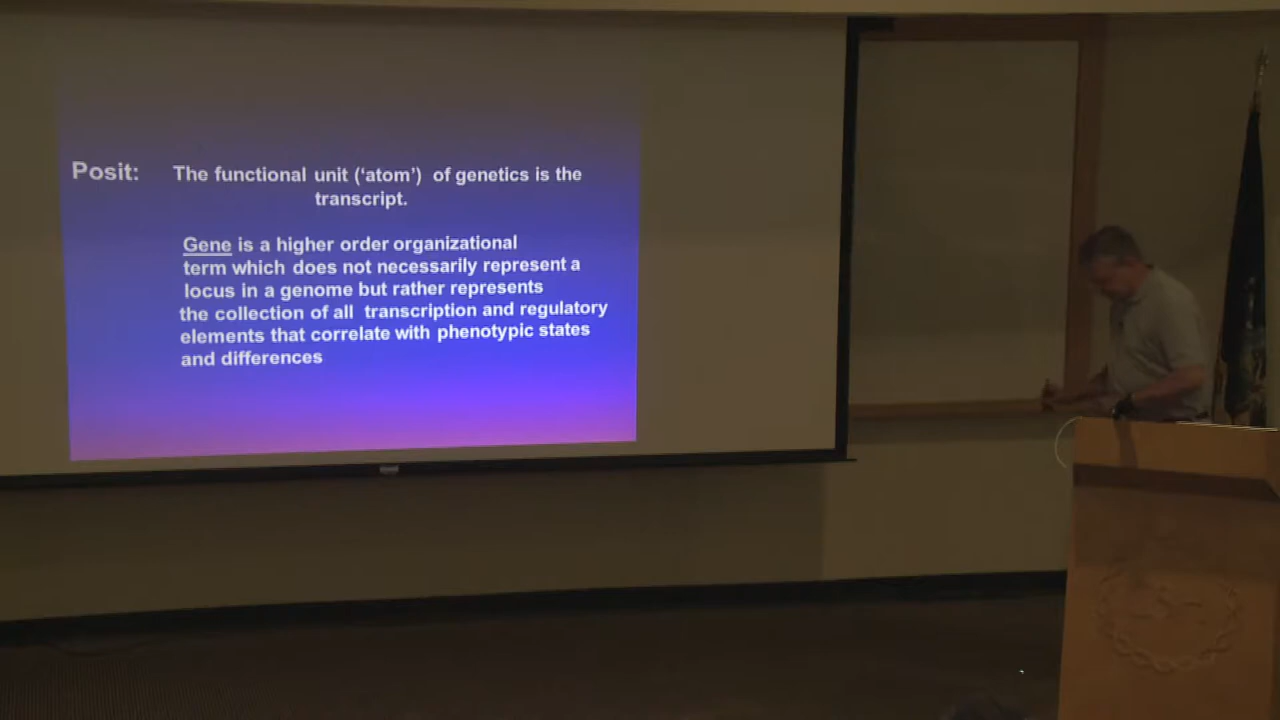 Posit: The functional unit (‘atom’) of genetics is the
transcript.
Gene is a higher order organizational
term which does not necessarily represent a
locus in a genome but rather represents
the collection of all transcription and regulatory
elements that correlate with phenotypic states
and differences